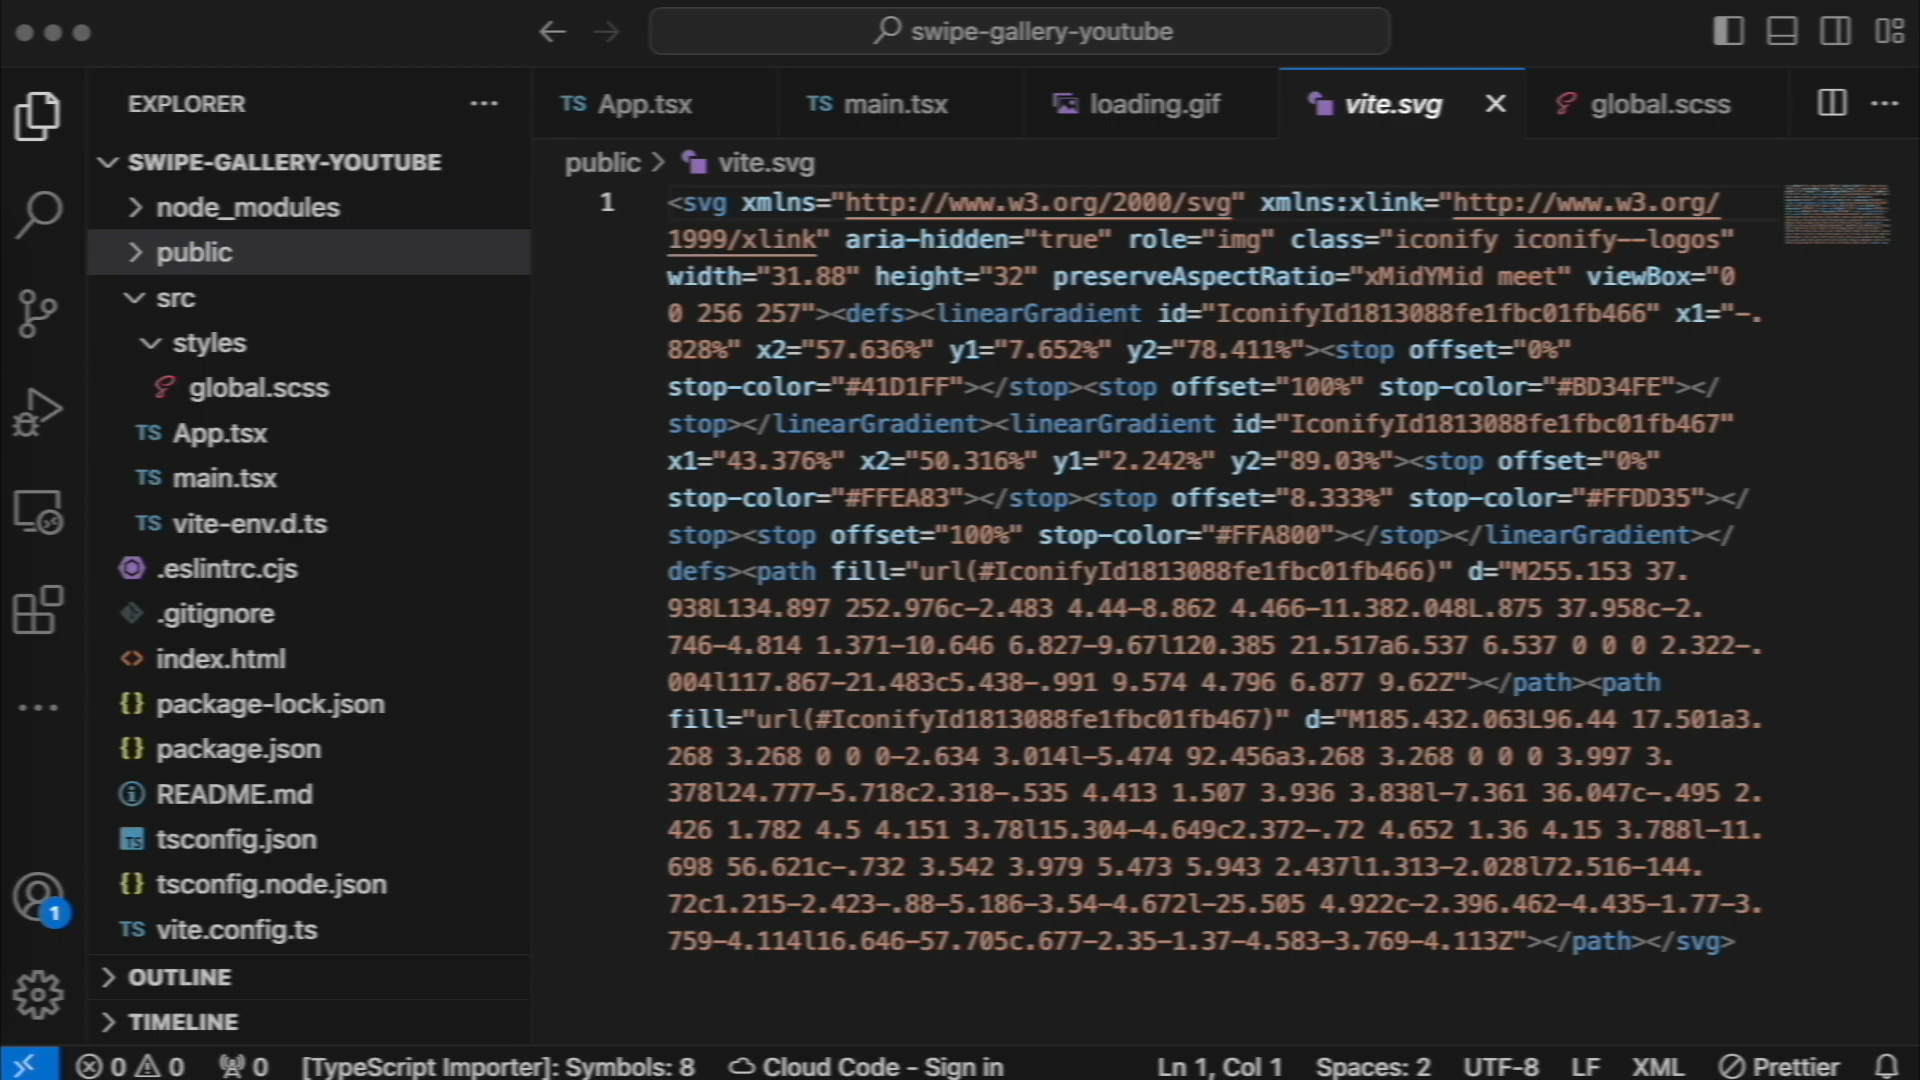 swipe-gallery-youtube
EXPLORER
TS App.tsx
TS main.tsx
loading.gif
vite.svg
global.scss
SWIPE-GALLERY-YOUTUBE
node_modules
public
src
styles
global.scss
TS App.tsx
TS main.tsx
TS vite-env.d.ts
.eslintrc.cjs
.gitignore
index.html
{} package-lock.json
{} package.json
README.md
TS tsconfig.json
{} tsconfig.node.json
TS vite.config.ts
OUTLINE
TIMELINE
1
public > vite.svg
1
<svg xmlns="http://www.w3.org/2000/svg" xmlns:xlink="http://www.w3.org/
1999/xlink" aria-hidden="true" role="img" class="iconify iconify--logos"
width="31.88" height="32" preserveAspectRatio="xMidYMid meet" viewBox="0
0 256 257"><defs><linearGradient id="IconifyId1813088fe1fbc01fb466" x1="-.
828%" x2="57.636%" y1="7.652%" y2="78.411%"><stop offset="0%"
stop-color="#41D1FF"></stop><stop offset="100%" stop-color="#BD34FE"></
stop></linearGradient><linearGradient id="IconifyId1813088fe1fbc01fb467"
x1="43.376%" x2="50.316%" y1="2.242%" y2="89.03%"><stop offset="0%"
stop-color="#FFEA83"></stop><stop offset="8.333%" stop-color="#FFDD35"></
stop><stop offset="100%" stop-color="#FFA800"></stop></linearGradient></
defs><path fill="url(#IconifyId1813088fe1fbc01fb466)" d="M255.153 37.
938L134.897 252.976c-2.483 4.44-8.862 4.466-11.382.048L.875 37.958c-2.
746-4.814 1.371-10.646 6.827-9.67l120.385 21.517a6.537 6.537 0 0 0 2.322-.
004l117.867-21.483c5.438-.991 9.574 4.796 6.877 9.62Z"></path><path
fill="url(#IconifyId1813088fe1fbc01fb467)" d="M185.432.063L96.44 17.501a3.
268 3.268 0 0 0-2.634 3.014l-5.474 92.456a3.268 3.268 0 0 0 3.997 3.
378l24.777-5.718c2.318-.535 4.413 1.507 3.936 3.838l-7.361 36.047c-.495 2.
426 1.782 4.5 4.151 3.78l15.304-4.649c2.372-.72 4.652 1.36 4.15 3.788l-11.
698 56.621c-.732 3.542 3.979 5.473 5.943 2.437l1.313-2.028l72.516-144.
72c1.215-2.423-.88-5.186-3.54-4.672l-25.505 4.922c-2.396.462-4.435-1.77-3.
759-4.114l16.646-57.705c.677-2.35-1.37-4.583-3.769-4.113Z"></path></svg>
0 0 0 [TypeScript Importer]: Symbols: 8 Cloud Code - Sign in Ln 1, Col 1 Spaces: 2 UTF-8 LF XML Prettier